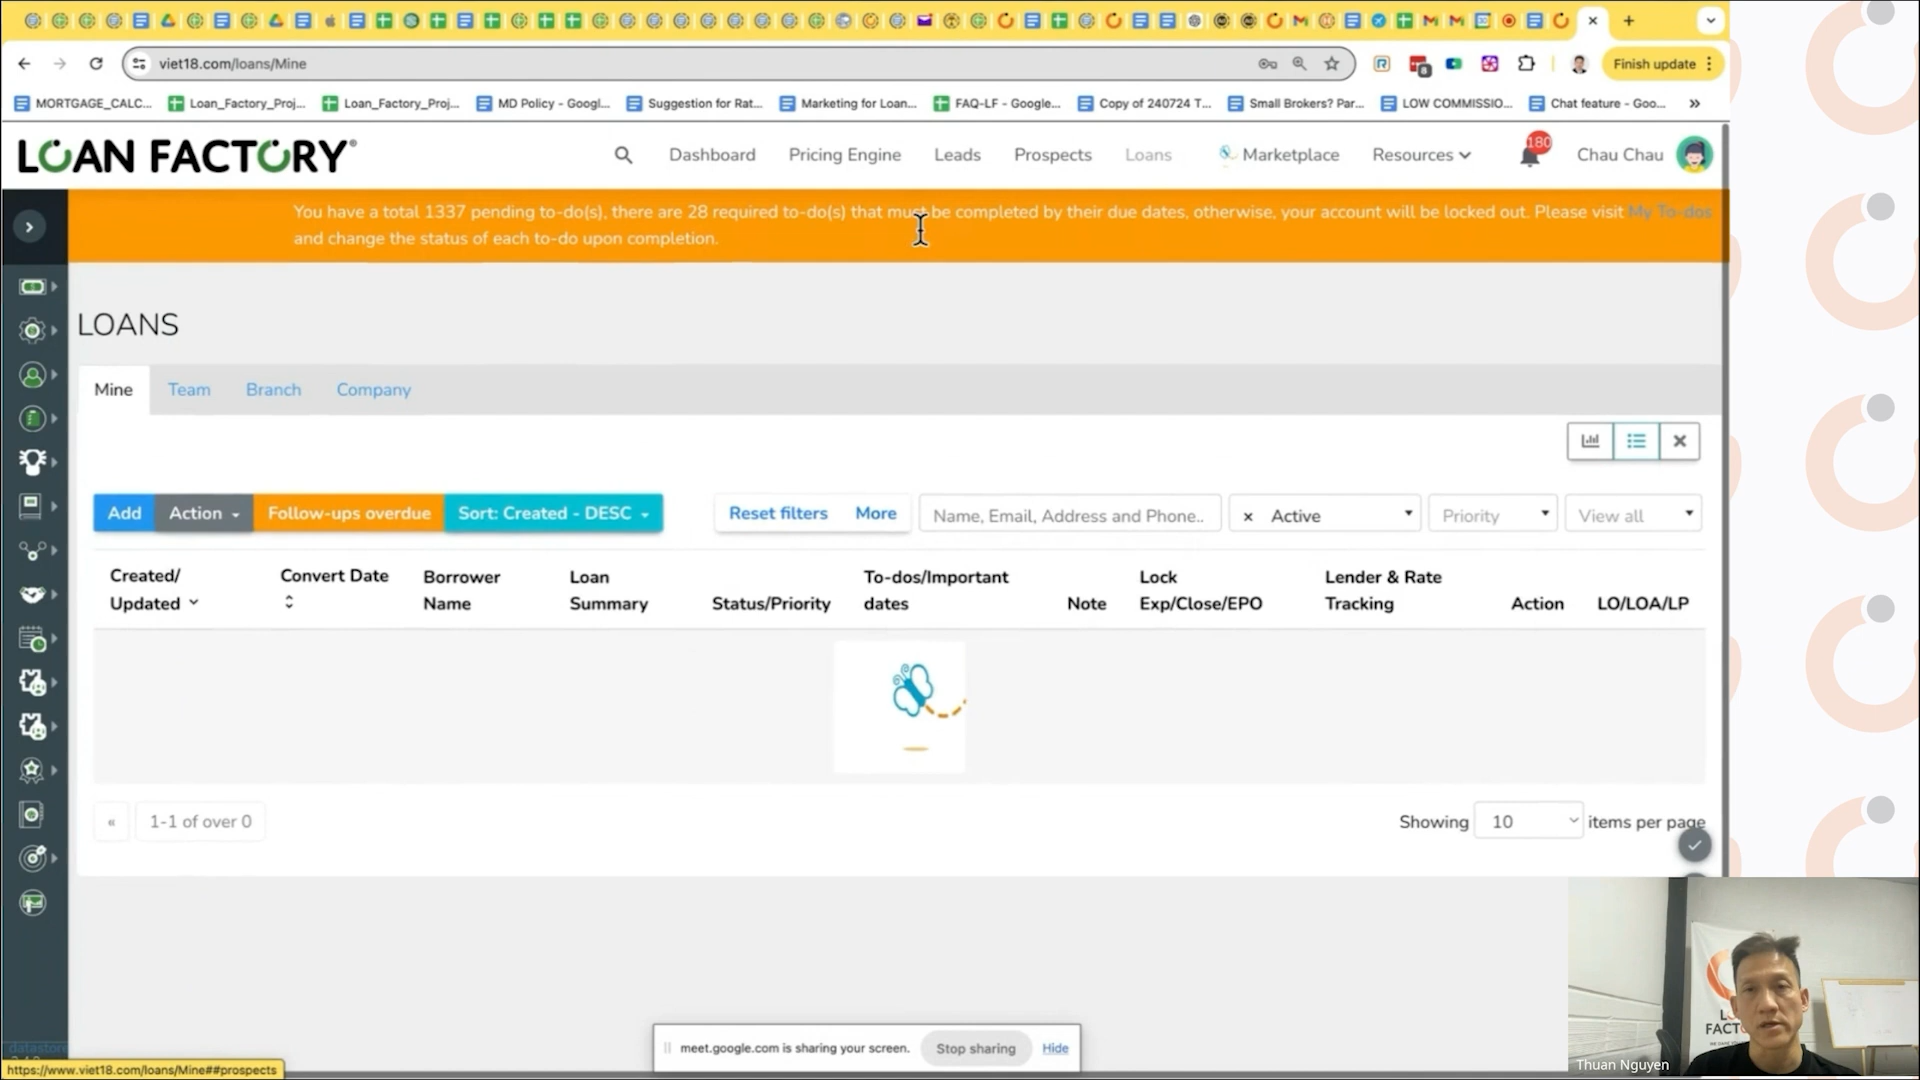 viet18.com/loans/Mine
Finish update
MORTGAGE_CALC...
Loan_Factory_Proj...
Loan_Factory_Proj...
MD Policy - Googl...
Suggestion for Rat...
Marketing for Loan...
FAQ-LF - Google...
Copy of 240724 T...
Small Brokers? Par...
LOW COMMISSIO...
Chat feature - Goo...
»
LOAN FACTORY®
Dashboard
Pricing Engine
Leads
Prospects
Loans
Marketplace
Resources
180
Chau Chau
You have a total 1337 pending to-do(s), there are 28 required to-do(s) that must be completed by their due dates, otherwise, your account will be locked out. Please visit My To-dos
and change the status of each to-do upon completion.
LOANS
Mine
Team
Branch
Company
Add
Action
Follow-ups overdue
Sort: Created - DESC
Reset filters
More
Name, Email, Address and Phone..
× Active
Priority
View all
Created/
Updated
Convert Date
Borrower
Name
Loan
Summary
Status/Priority
To-dos/Important
dates
Note
Lock
Exp/Close/EPO
Lender & Rate
Tracking
Action
LO/LOA/LP
«
1-1 of over 0
Showing
10
items per page
meet.google.com is sharing your screen.
Stop sharing
Hide
datastore
https://www.viet18.com/loans/Mine##prospects
Thuan Nguyen